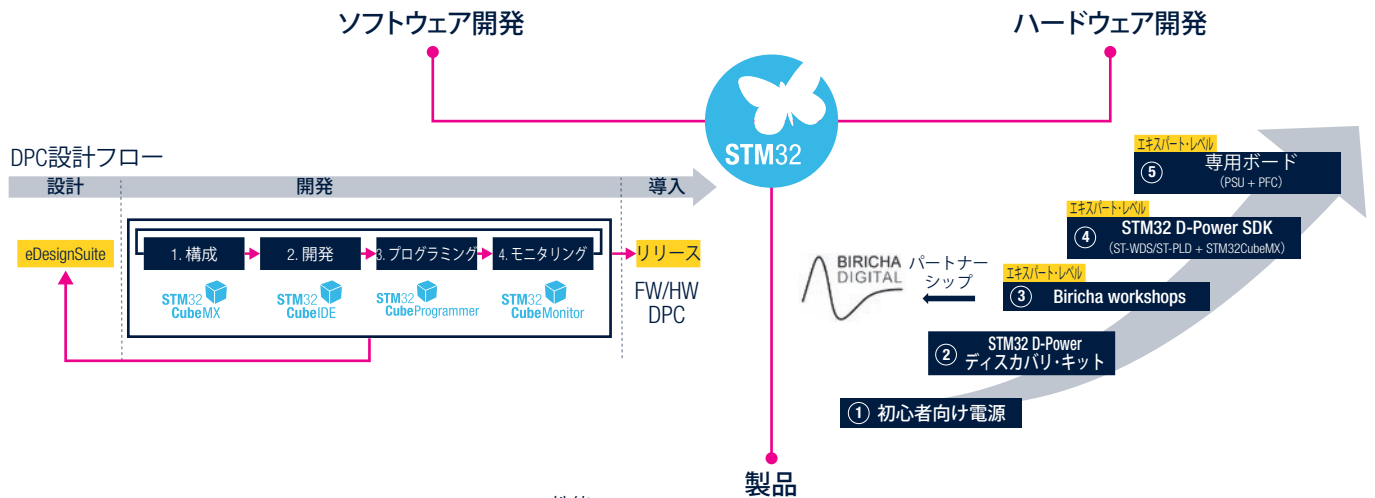 ソフトウェア開発
ハードウェア開発
STM32
DPC設計フロー
設計
開発
導入
eDesignSuite
1. 構成
2. 開発
3. プログラミング
4. モニタリング
リリース
STM32
CubeMX
STM32
CubeIDE
STM32
CubeProgrammer
STM32
CubeMonitor
FW/HW
DPC
エキスパート・レベル
⑤ 専用ボード
(PSU + PFC)
エキスパート・レベル
④ STM32 D-Power SDK
(ST-WDS/ST-PLD + STM32CubeMX)
BIRICHA
DIGITAL
パートナー
シップ
エキスパート・レベル
③ Biricha workshops
② STM32 D-Power
ディスカバリ・キット
① 初心者向け電源
製品